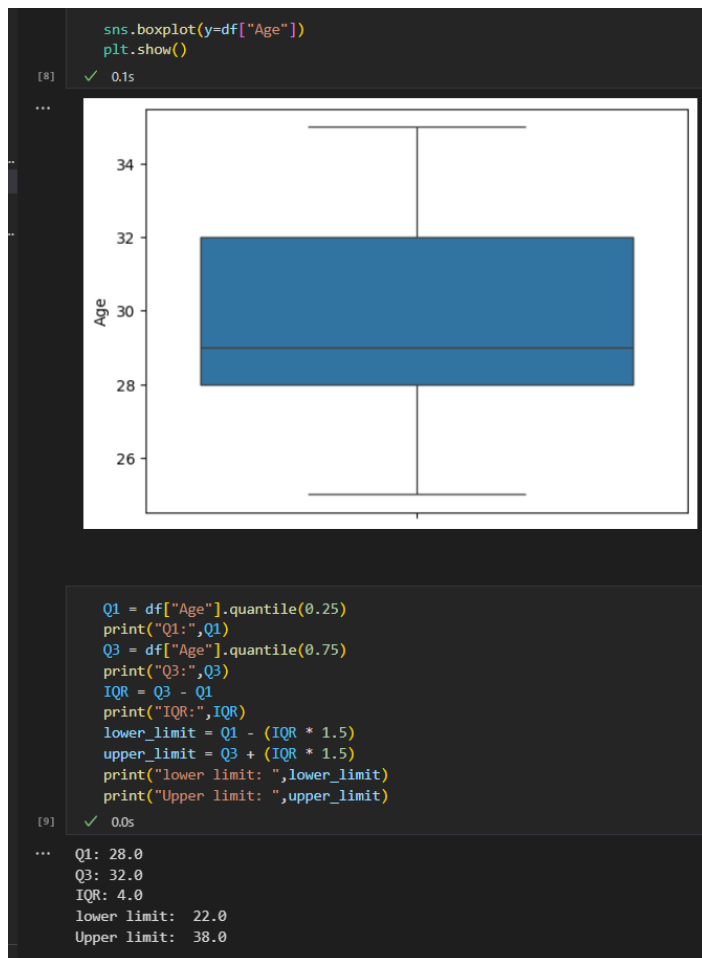 sns.boxplot(y=df["Age"])
plt.show()
[8]
✓ 0.1s
...
34
32
Age
30
28
26
Q1 = df["Age"].quantile(0.25)
print("Q1:",Q1)
Q3 = df["Age"].quantile(0.75)
print("Q3:",Q3)
IQR = Q3 - Q1
print("IQR:",IQR)
lower_limit = Q1 - (IQR * 1.5)
upper_limit = Q3 + (IQR * 1.5)
print("lower limit: ",lower_limit)
print("Upper limit: ",upper_limit)
[9]
✓ 0.0s
...
Q1: 28.0
Q3: 32.0
IQR: 4.0
lower limit:  22.0
Upper limit:  38.0